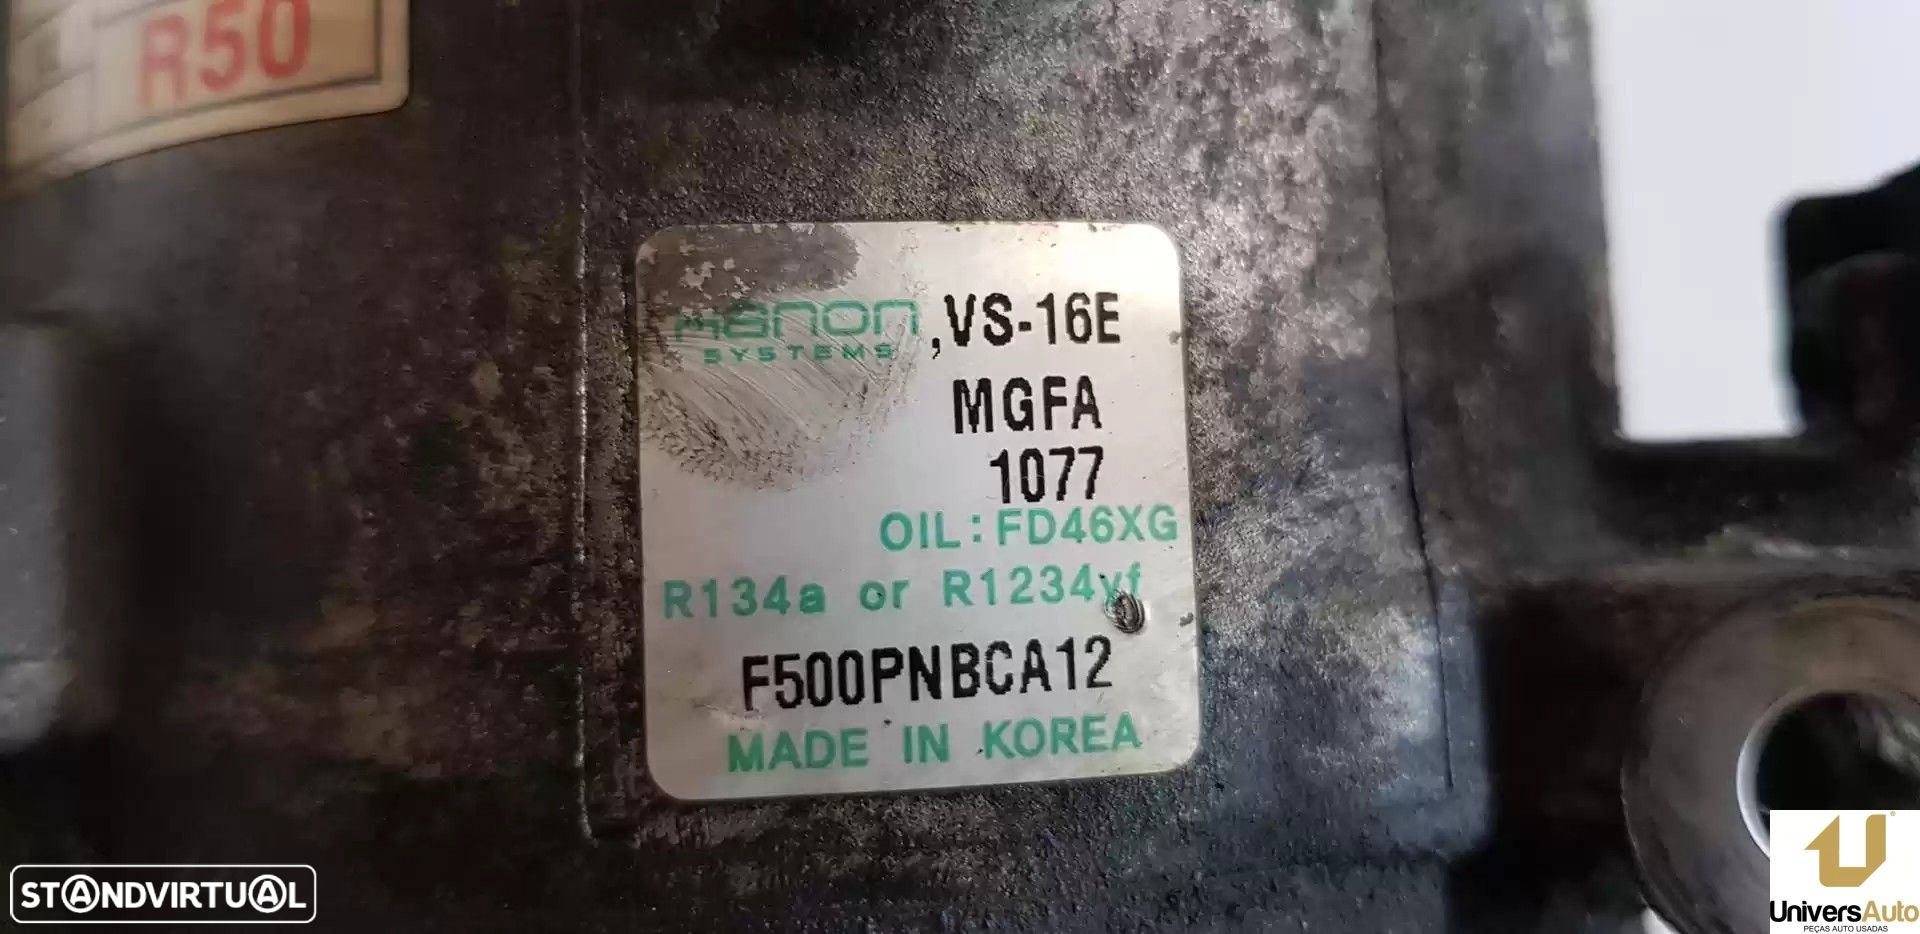 R50
manon
SYSTEMS
,VS-16E
MGFA
1077
OIL:FD46XG
R134a or R1234yf
F500PNBCA12
MADE IN KOREA
STANDVIRTUAL
UniversAuto
PEÇAS AUTO USADAS